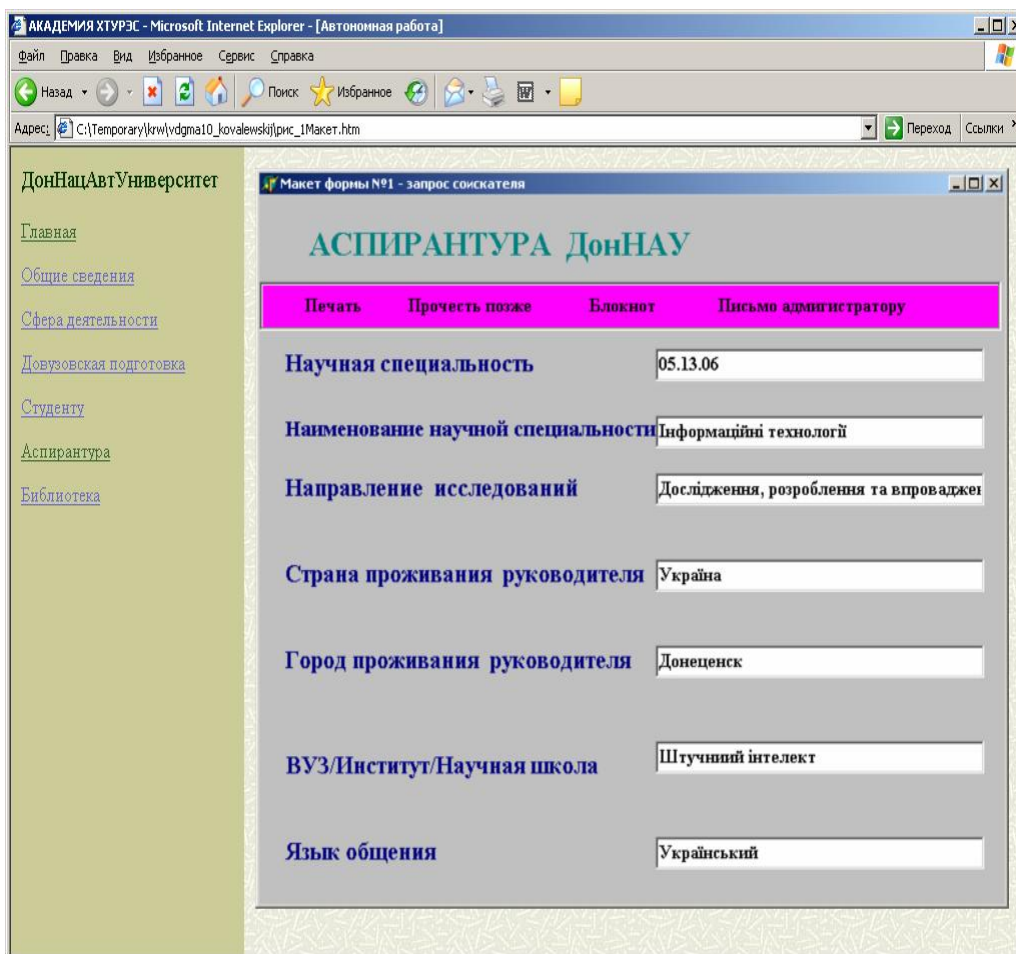 АКАДЕМИЯ ХТУРЭС - Microsoft Internet Explorer - [Автономная работа]
Файл Правка Вид Избранное Сервис Справка
Назад Поиск Избранное
Адрес: C:\Temporary\krw\vdgma10_kovalewskij\рис_1Макет.htm Переход Ссылки
ДонНацАвтУниверситет
Главная
Общие сведения
Сфера деятельности
Довузовская подготовка
Студенту
Аспирантура
Библиотека
Макет формы №1 - запрос соискателя
АСПИРАНТУРА ДонНАУ
Печать Прочесть позже Блокнот Письмо адмигистратору
Научная специальность 05.13.06
Наименование научной специальности Інформаційні технології
Направление исследований Дослідження, розроблення та впроваджен
Страна проживания руководителя Україна
Город проживания руководителя Донеценск
ВУЗ/Институт/Научная школа Штучниий інтелект
Язык общения Український